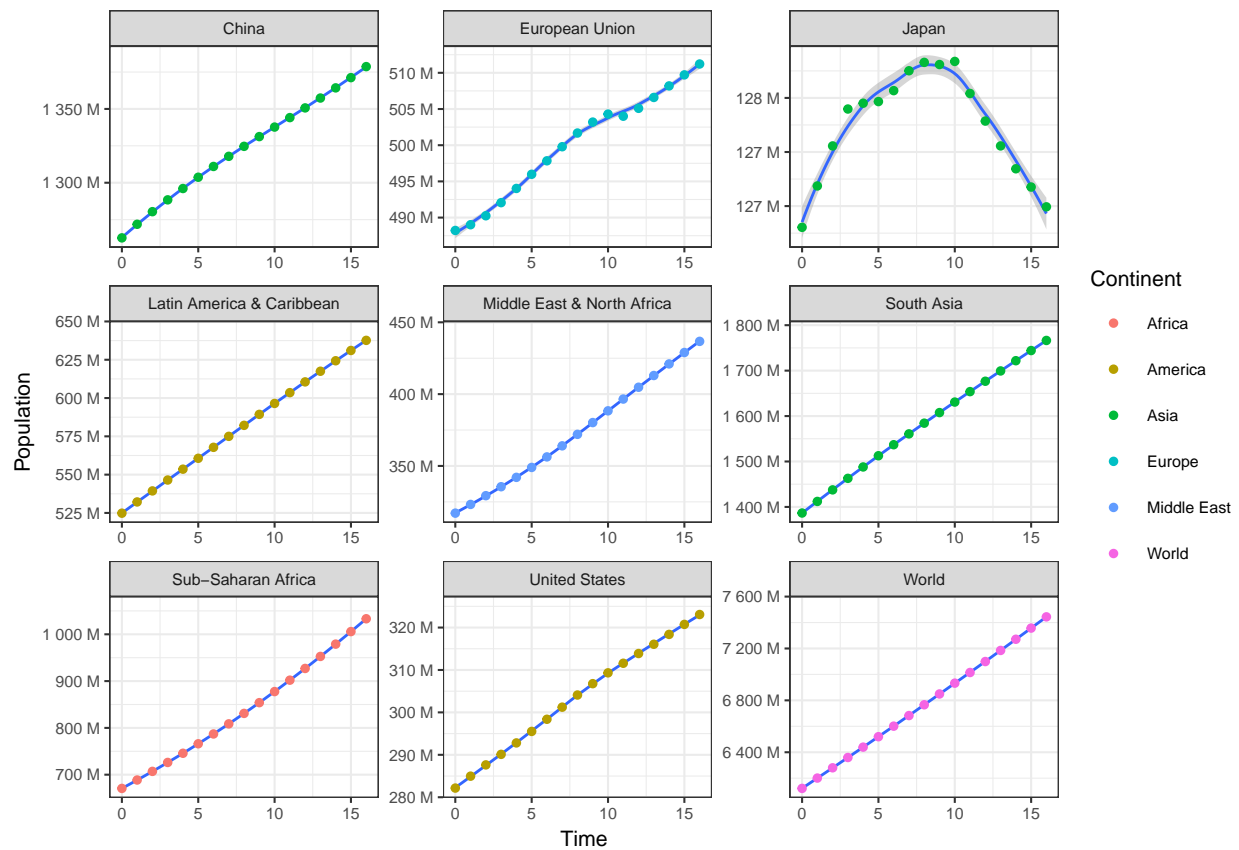 China
European Union
Japan
1 350 M
1 300 M
0 5 10 15
510 M
505 M
500 M
495 M
490 M
0 5 10 15
128 M
127 M
127 M
0 5 10 15
Latin America & Caribbean
Middle East & North Africa
South Asia
650 M
625 M
600 M
575 M
550 M
525 M
0 5 10 15
450 M
400 M
350 M
0 5 10 15
1 800 M
1 700 M
1 600 M
1 500 M
1 400 M
0 5 10 15
Sub−Saharan Africa
United States
World
1 000 M
900 M
800 M
700 M
0 5 10 15
320 M
310 M
300 M
290 M
280 M
0 5 10 15
7 600 M
7 200 M
6 800 M
6 400 M
0 5 10 15
Time
Population
Continent
Africa
America
Asia
Europe
Middle East
World